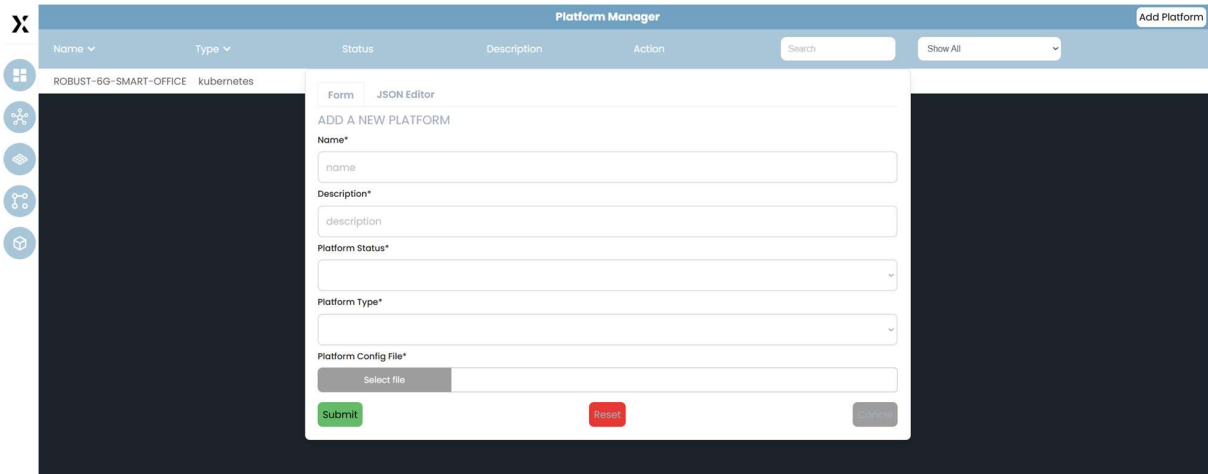 Platform Manager
Add Platform
Name Type Status Description Action Search Show All
ROBUST-6G-SMART-OFFICE kubernetes
Form JSON Editor
ADD A NEW PLATFORM
Name*
name
Description*
description
Platform Status*
Platform Type*
Platform Config File*
Select file
Submit Reset Cancel